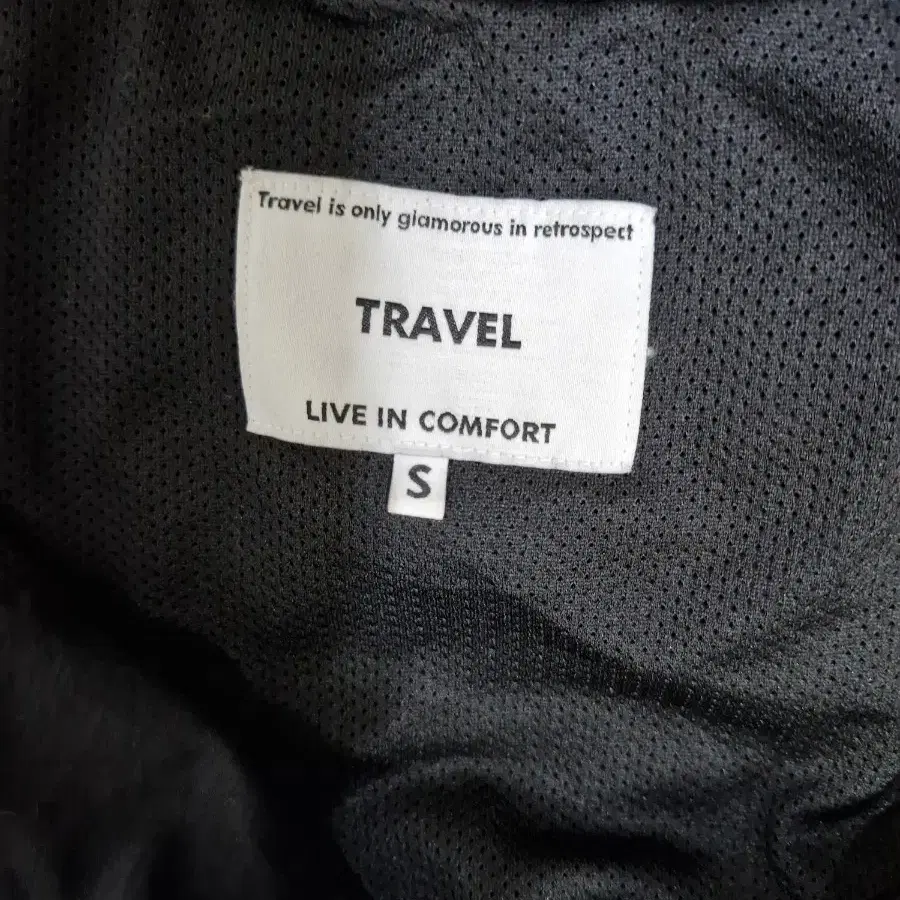 Travel is only glamorous in retrospect
TRAVEL
LIVE IN COMFORT
S